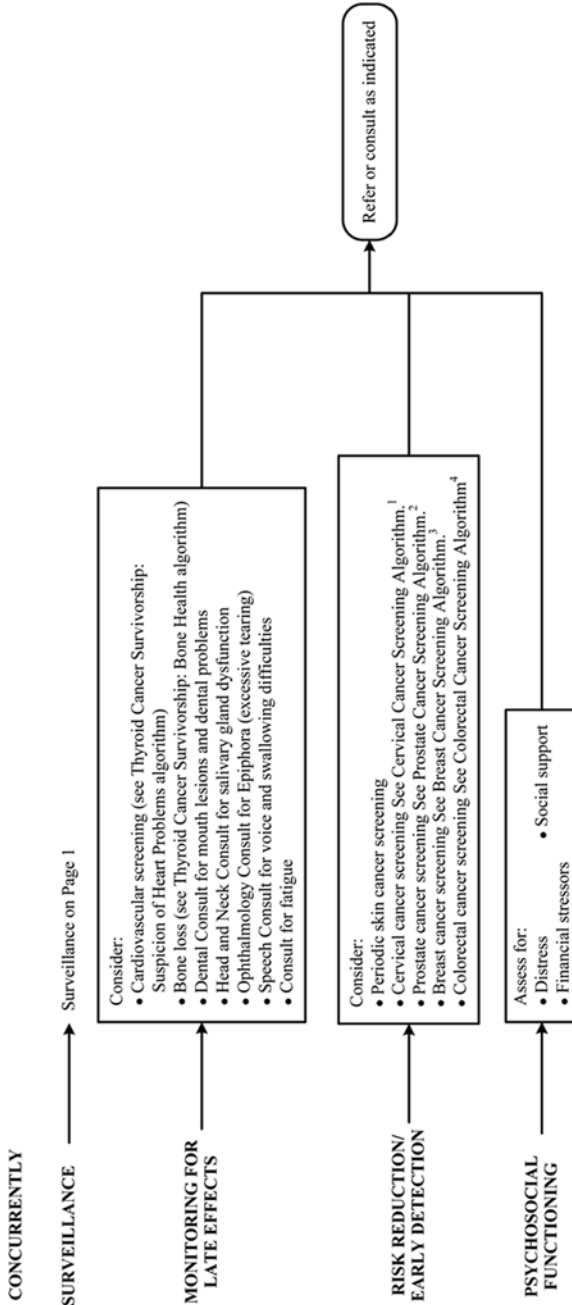 CONCURRENTLY
SURVEILLANCE
Surveillance on Page 1
MONITORING FOR
LATE EFFECTS
Consider:
• Cardiovascular screening (see Thyroid Cancer Survivorship:
Suspicion of Heart Problems algorithm)
• Bone loss (see Thyroid Cancer Survivorship: Bone Health algorithm)
• Dental Consult for mouth lesions and dental problems
• Head and Neck Consult for salivary gland dysfunction
• Ophthalmology Consult for Epiphora (excessive tearing)
• Speech Consult for voice and swallowing difficulties
• Consult for fatigue
RISK REDUCTION/
EARLY DETECTION
Consider:
• Periodic skin cancer screening
• Cervical cancer screening See Cervical Cancer Screening Algorithm.¹
• Prostate cancer screening See Prostate Cancer Screening Algorithm.²
• Breast cancer screening See Breast Cancer Screening Algorithm.³
• Colorectal cancer screening See Colorectal Cancer Screening Algorithm⁴
PSYCHOSOCIAL
FUNCTIONING
Assess for:
• Distress • Social support
• Financial stressors
Refer or consult as indicated